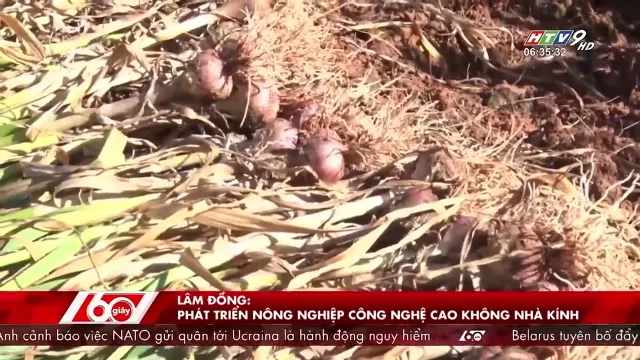 HTV9 HD
06:35:32
60 giây
LÂM ĐỒNG:
PHÁT TRIỂN NÔNG NGHIỆP CÔNG NGHỆ CAO KHÔNG NHÀ KÍNH
Anh cảnh báo việc NATO gửi quân tới Ucraina là hành động nguy hiểm 60 Belarus tuyên bố đẩy